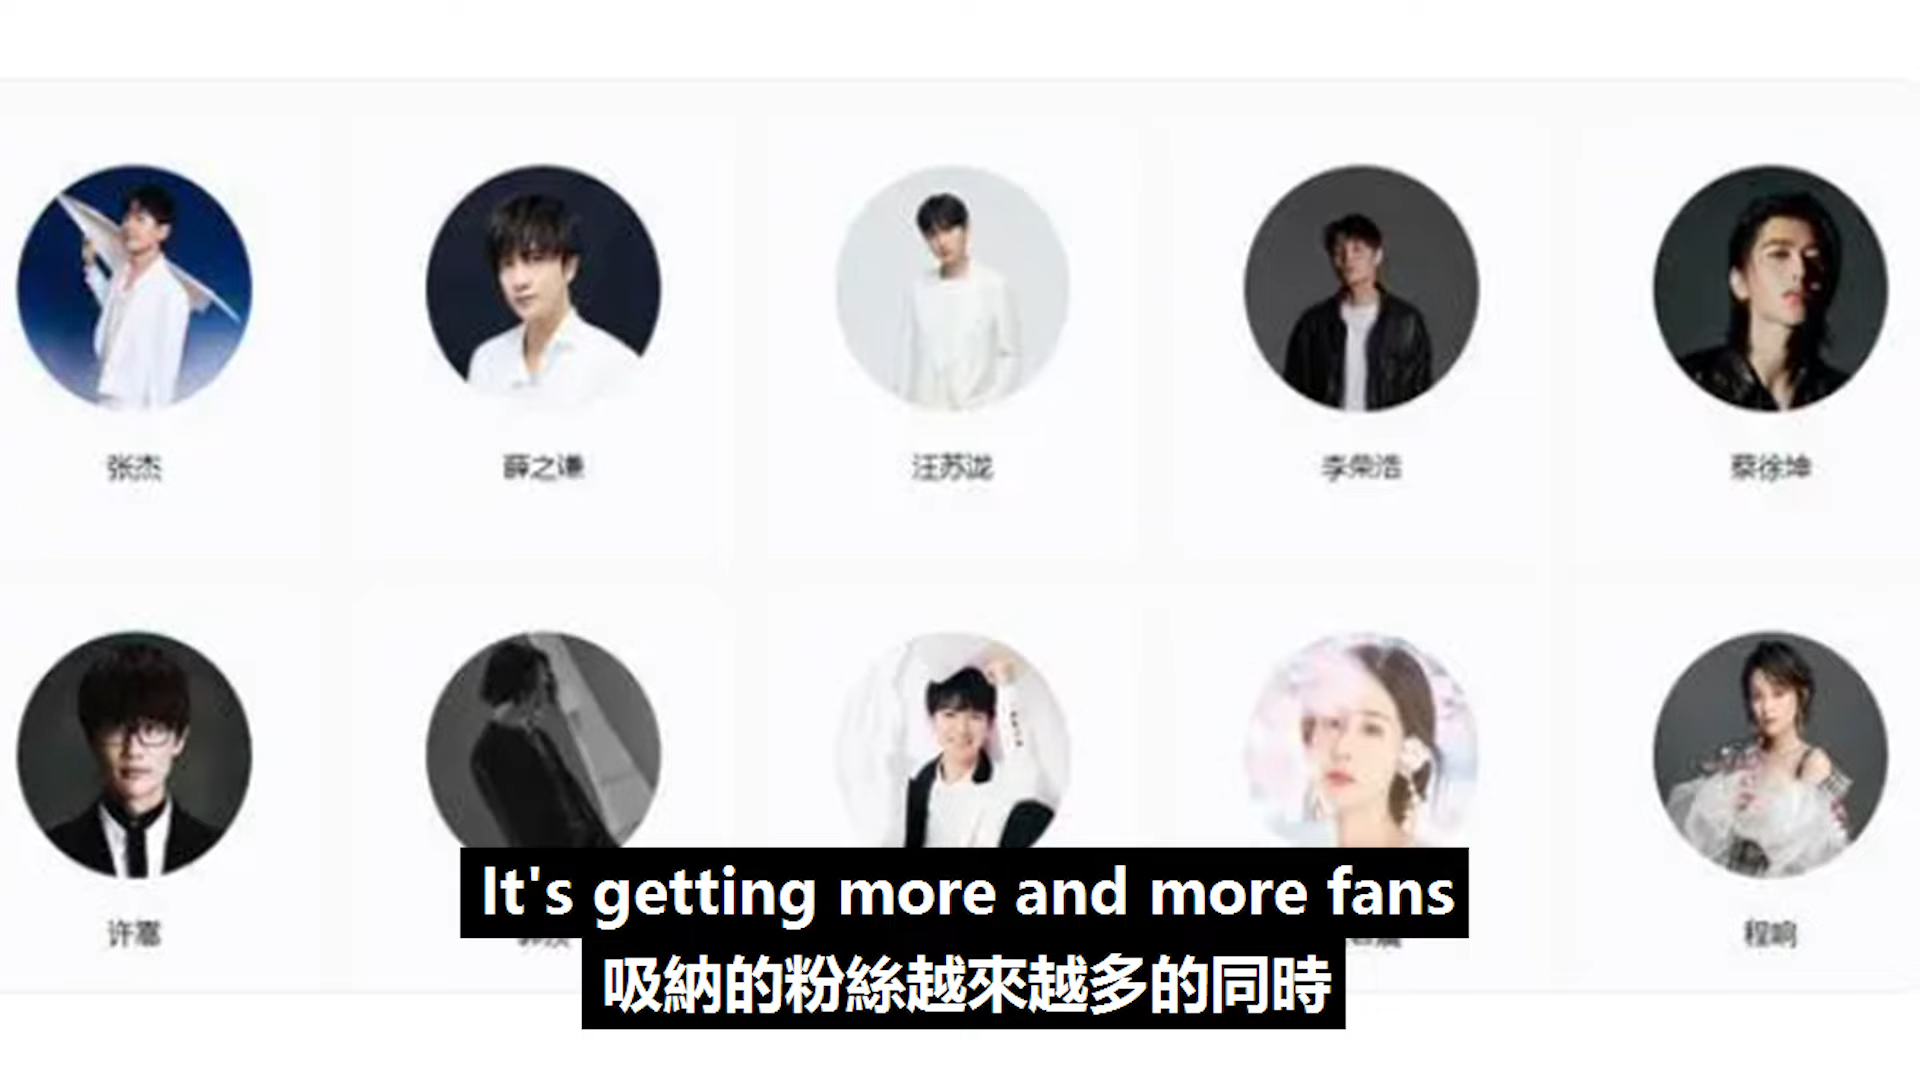 张杰
薛之谦
汪苏泷
李荣浩
蔡徐坤
许嵩
程响
It's getting more and more fans
吸納的粉絲越來越多的同時